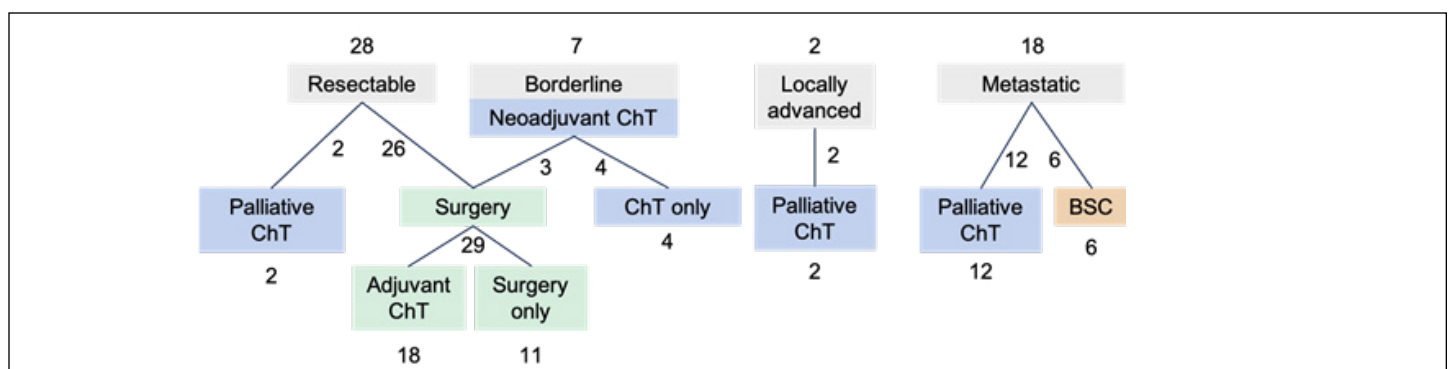 28 7 2 18
Resectable Borderline Locally advanced Metastatic
Neoadjuvant ChT
2 26 3 4 2 12 6
Palliative ChT Surgery ChT only Palliative ChT Palliative ChT BSC
2 29 4 2 12 6
Adjuvant ChT Surgery only
18 11